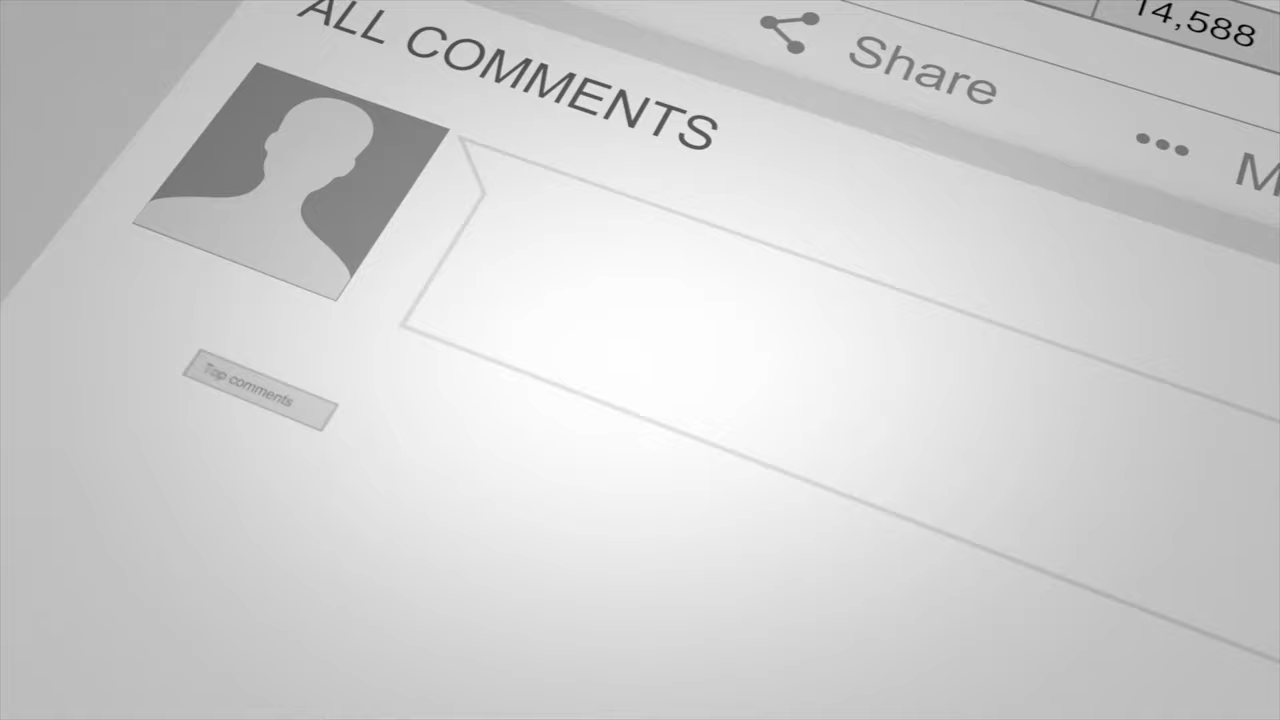 14,588
Share
••• M
ALL COMMENTS
Top comments